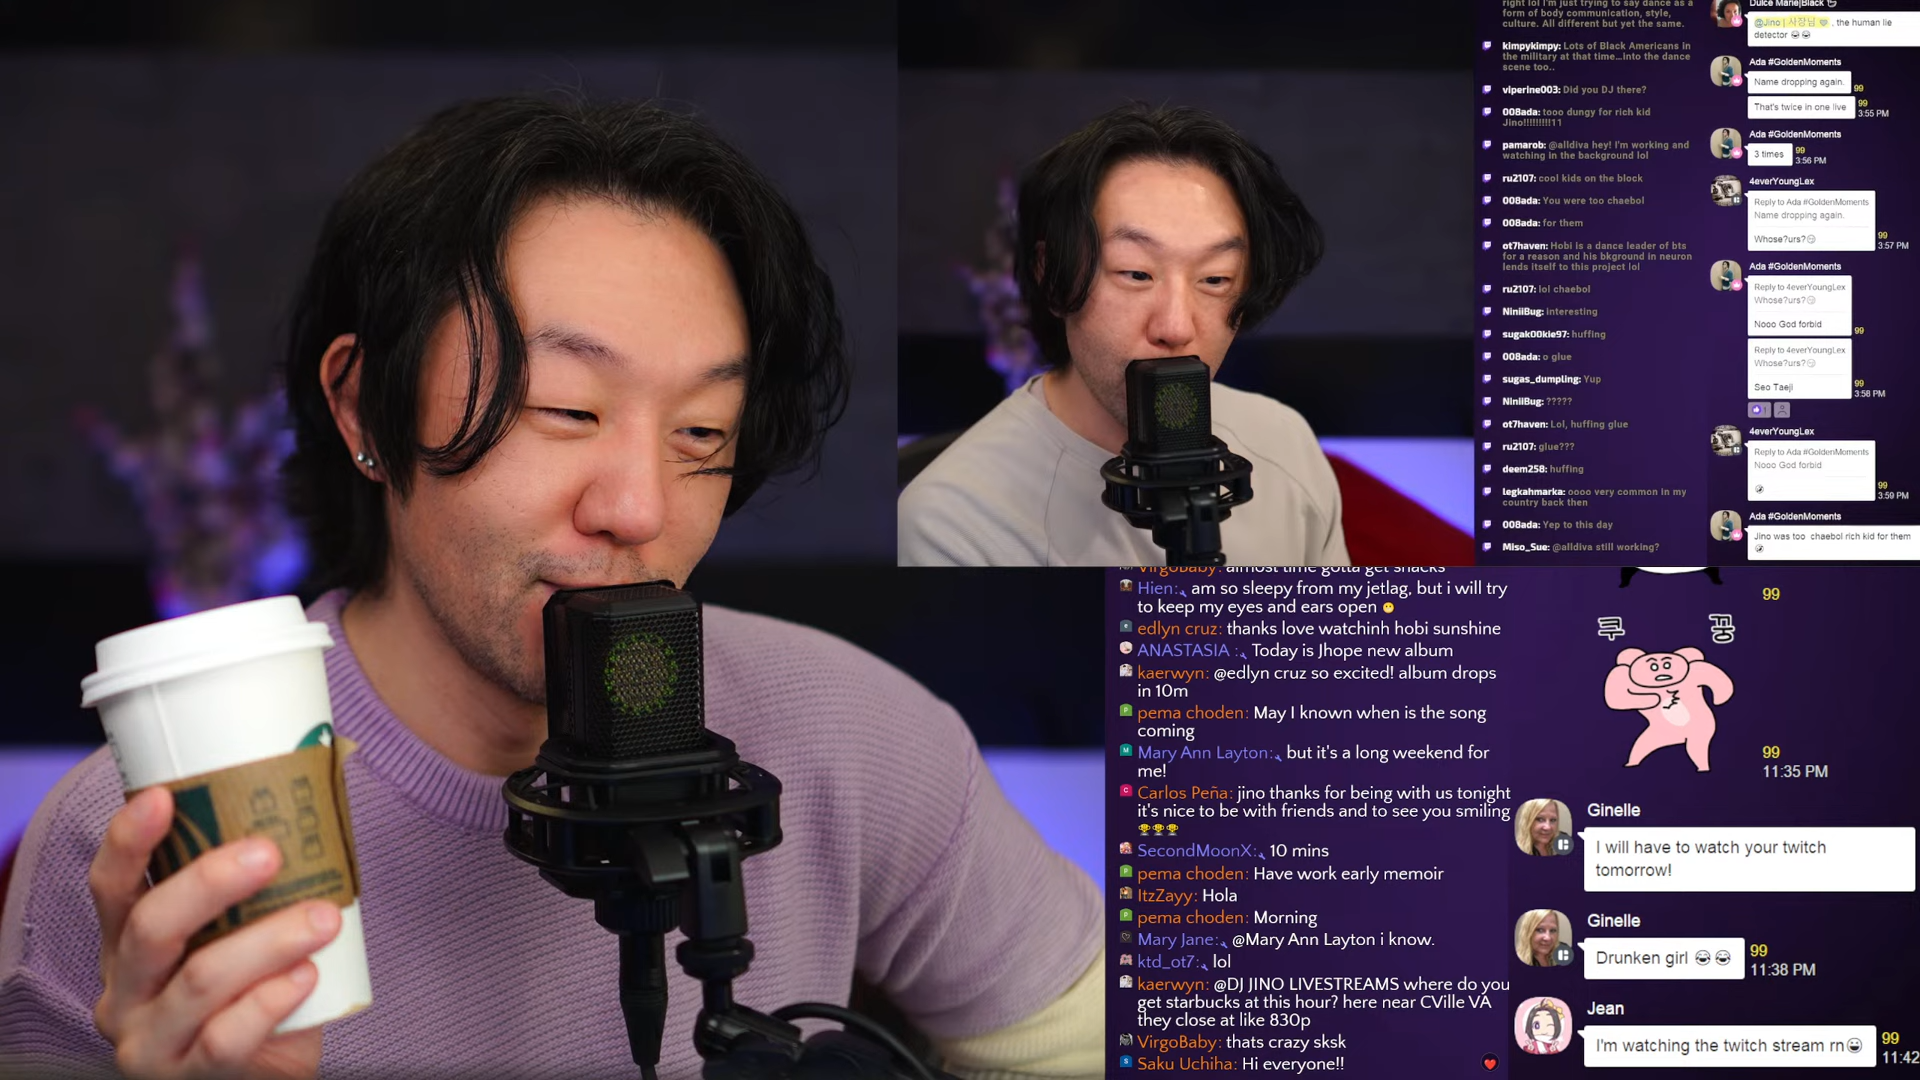 right lol I'm just trying to say dance as a
form of body communication, style,
culture. All different but yet the same.
kimpykimpy: Lots of Black Americans in
the military at that time...into the dance
scene too..
viperine003: Did you DJ there?
008ada: tooo dungy for rich kid
Jino!!!!!!!!!11
pamarob: @alldiva hey! I'm working and
watching in the background lol
ru2107: cool kids on the block
008ada: You were too chaebol
008ada: for them
ot7haven: Hobi is a dance leader of bts
for a reason and his bkground in neuron
lends itself to this project lol
ru2107: lol chaebol
NiniiBug: interesting
sugak00kie97: huffing
008ada: o glue
sugas_dumpling: Yup
NiniiBug: ?????
ot7haven: Lol, huffing glue
ru2107: glue???
deem258: huffing
legkahmarka: oooo very common in my
country back then
008ada: Yep to this day
Miso_Sue: @alldiva still working?
Dulce Marie|Black
@Jino | 사장님 , the human lie
detector 😂😂
Ada #GoldenMoments
Name dropping again.
99
That's twice in one live
99
3:55 PM
Ada #GoldenMoments
3 times
99
3:56 PM
4everYoungLex
Reply to Ada #GoldenMoments
Name dropping again.
Whose?urs?
99
3:57 PM
Ada #GoldenMoments
Reply to 4everYoungLex
Whose?urs?
Nooo God forbid
99
Reply to 4everYoungLex
Whose?urs?
Seo Taeji
99
3:58 PM
4everYoungLex
Reply to Ada #GoldenMoments
Nooo God forbid
99
3:59 PM
Ada #GoldenMoments
Jino was too chaebol rich kid for them
VirgoBaby: almost time gotta get snacks
Hien: am so sleepy from my jetlag, but i will try
to keep my eyes and ears open
edlyn cruz: thanks love watchinh hobi sunshine
ANASTASIA : Today is Jhope new album
kaerwyn: @edlyn cruz so excited! album drops
in 10m
pema choden: May I known when is the song
coming
Mary Ann Layton: but it's a long weekend for
me!
Carlos Peña: jino thanks for being with us tonight
it's nice to be with friends and to see you smiling
🏆🏆🏆
SecondMoonX: 10 mins
pema choden: Have work early memoir
ItzZayy: Hola
pema choden: Morning
Mary Jane: @Mary Ann Layton i know.
ktd_ot7: lol
kaerwyn: @DJ JINO LIVESTREAMS where do you
get starbucks at this hour? here near CVille VA
they close at like 830p
VirgoBaby: thats crazy sksk
Saku Uchiha: Hi everyone!!
99
쿠 꿍
99
11:35 PM
Ginelle
I will have to watch your twitch
tomorrow!
Ginelle
Drunken girl 😂😂
99
11:38 PM
Jean
I'm watching the twitch stream rn😀
99
11:42